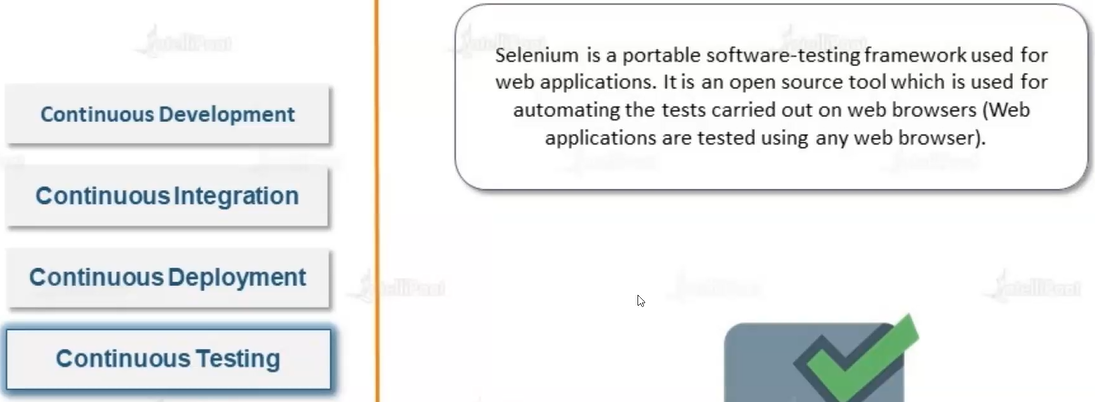 Continuous Development
Continuous Integration
Continuous Deployment
Continuous Testing
Selenium is a portable software-testing framework used for
web applications. It is an open source tool which is used for
automating the tests carried out on web browsers (Web
applications are tested using any web browser).